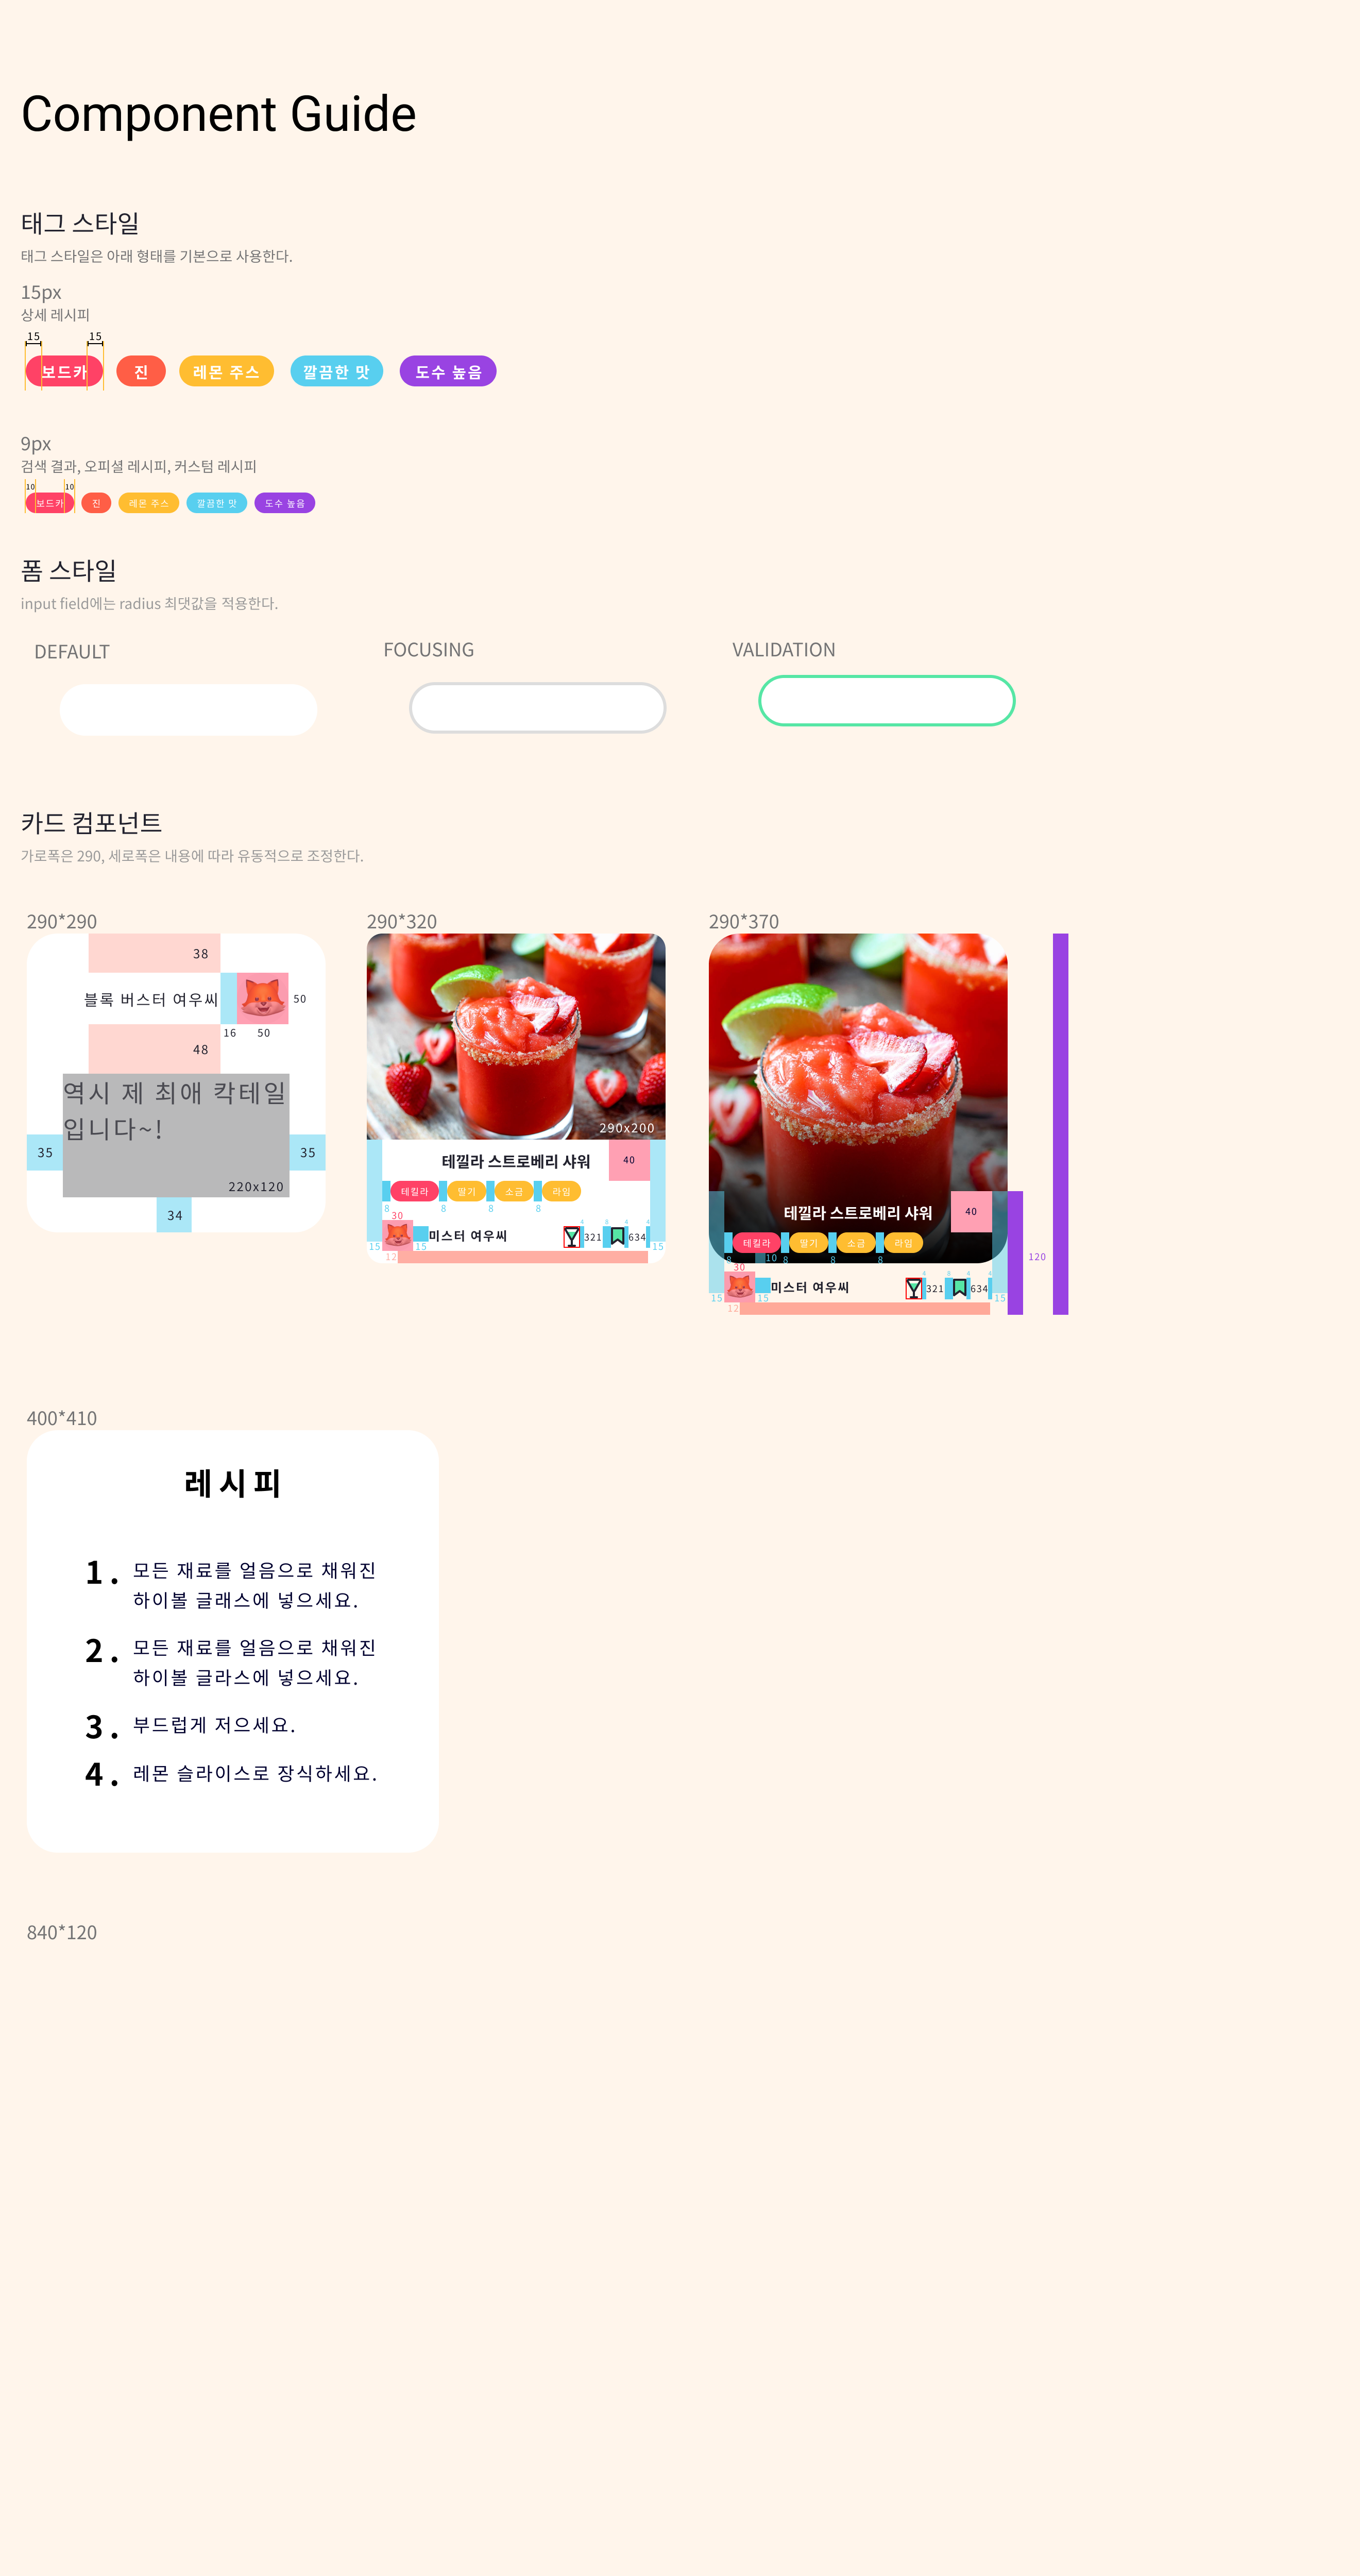 Component Guide
태그 스타일
태그 스타일은 아래 형태를 기본으로 사용한다.
15px
상세 레시피
15 15
보드카 진 레몬 주스 깔끔한 맛 도수 높음
9px
검색 결과, 오피셜 레시피, 커스텀 레시피
10 10
보드카 진 레몬 주스 깔끔한 맛 도수 높음
폼 스타일
input field에는 radius 최댓값을 적용한다.
DEFAULT
FOCUSING
VALIDATION
카드 컴포넌트
가로폭은 290, 세로폭은 내용에 따라 유동적으로 조정한다.
290*290
38
블록 버스터 여우씨
50
16 50
48
역시 제 최애 칵테일
입니다~!
35 35
220x120
34
290*320
290x200
테낄라 스트로베리 샤워
40
테킬라 딸기 소금 라임
8 8 8 8
30
미스터 여우씨
4 8 4 4
321 634
15 15 15
12
290*370
테낄라 스트로베리 샤워
40
테킬라 딸기 소금 라임
8 10 8 8 8
30
120
미스터 여우씨
4 8 4 4
321 634
15 15 15
12
400*410
레시피
1. 모든 재료를 얼음으로 채워진
하이볼 글래스에 넣으세요.
2. 모든 재료를 얼음으로 채워진
하이볼 글라스에 넣으세요.
3. 부드럽게 저으세요.
4. 레몬 슬라이스로 장식하세요.
840*120